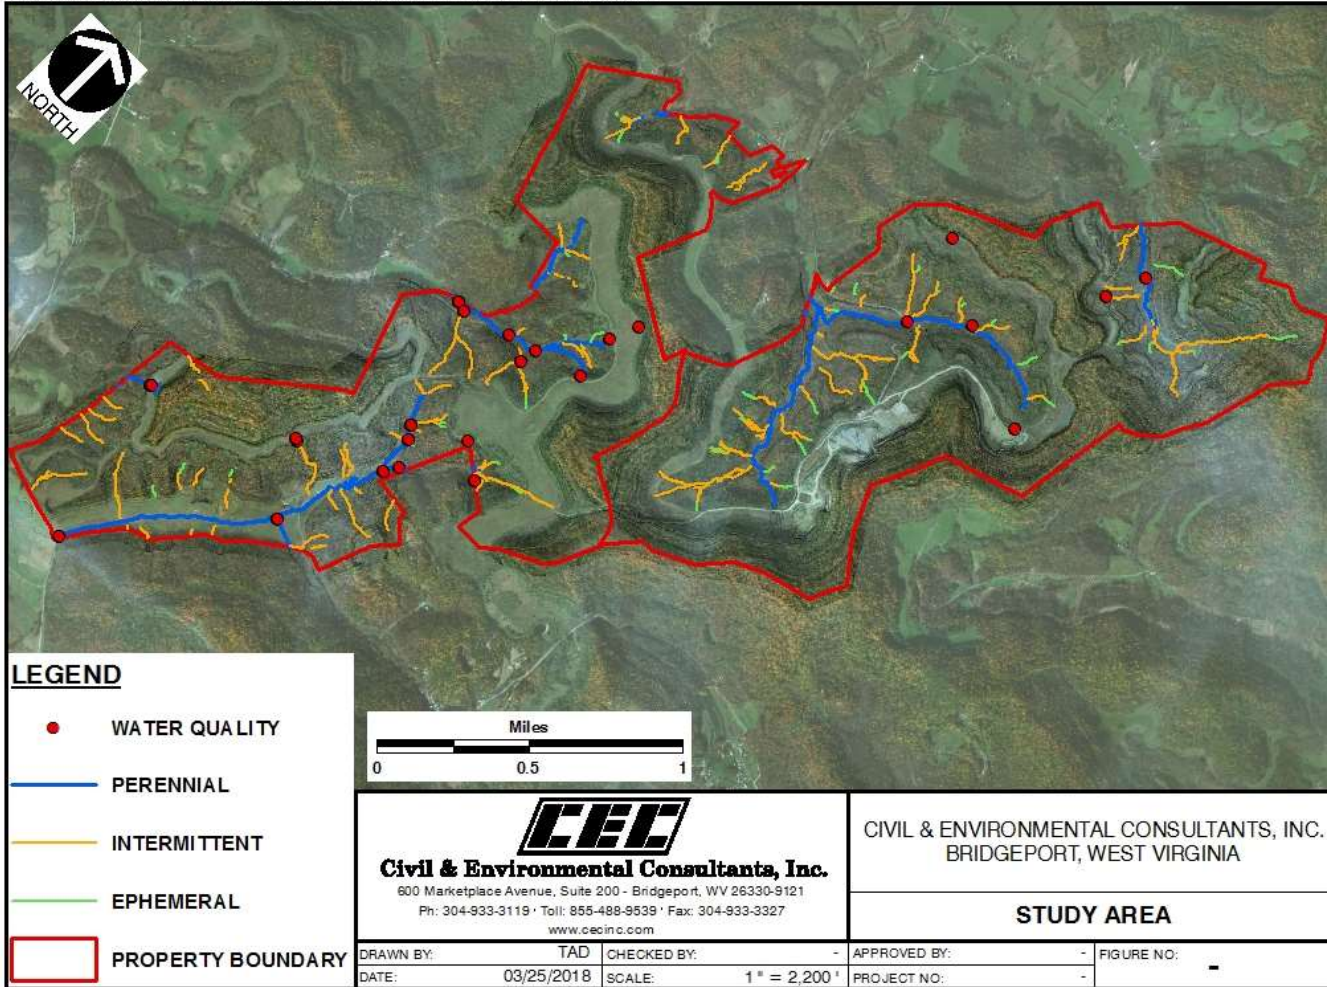 NORTH
LEGEND
WATER QUALITY
PERENNIAL
INTERMITTENT
EPHEMERAL
PROPERTY BOUNDARY
Miles
0 0.5 1
CEC
Civil & Environmental Consultants, Inc.
600 Marketplace Avenue, Suite 200 - Bridgeport, WV 26330-9121
Ph: 304-933-3119 · Toll: 855-488-9539 · Fax: 304-933-3327
www.cecinc.com
CIVIL & ENVIRONMENTAL CONSULTANTS, INC.
BRIDGEPORT, WEST VIRGINIA
STUDY AREA
DRAWN BY: TAD CHECKED BY: - APPROVED BY: - FIGURE NO: -
DATE: 03/25/2018 SCALE: 1" = 2,200' PROJECT NO: -